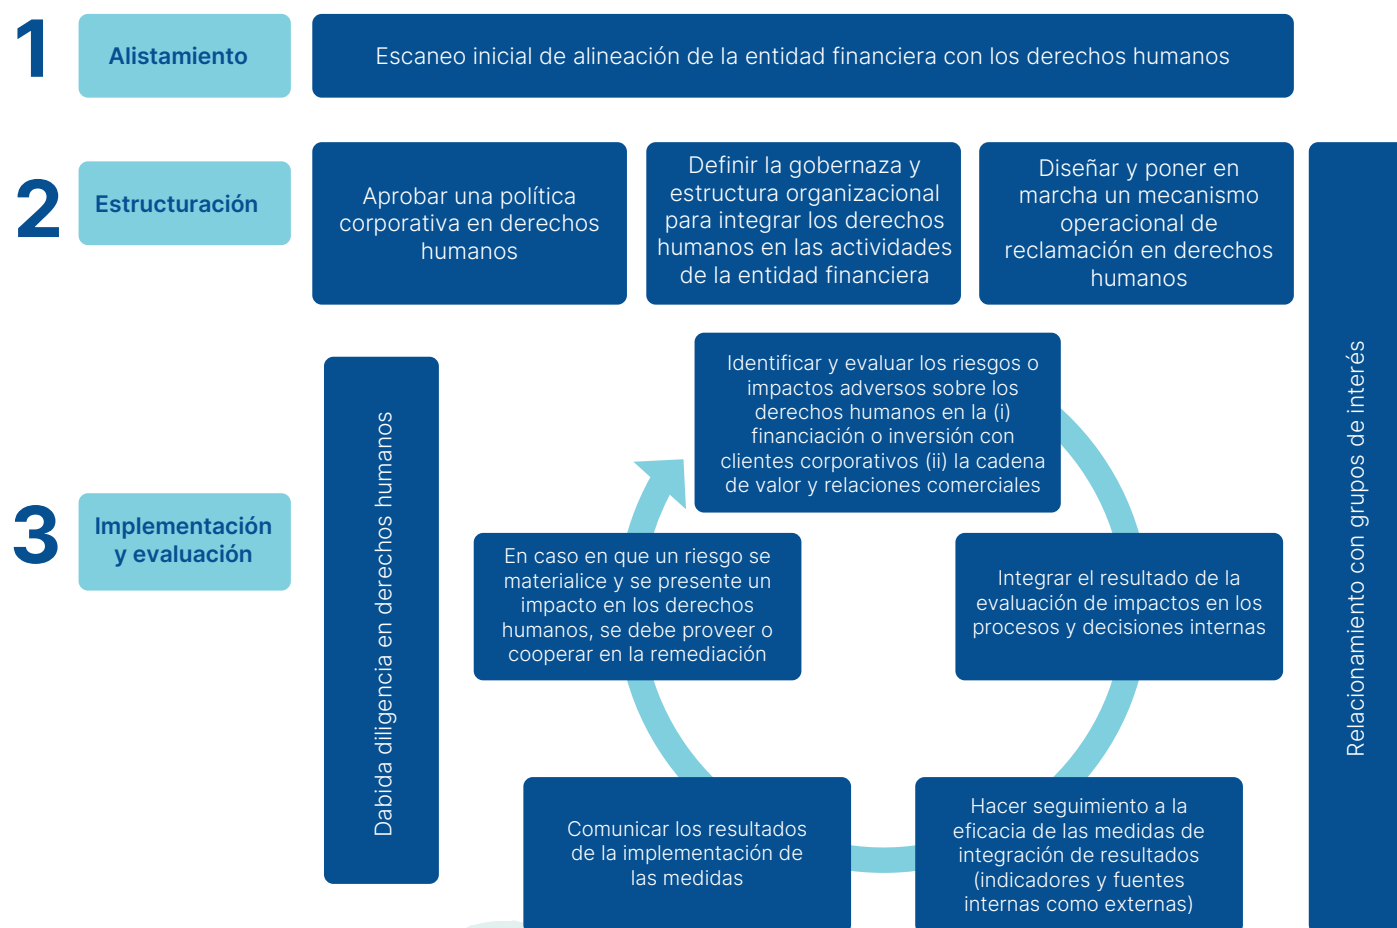 1
Alistamiento
Escaneo inicial de alineación de la entidad financiera con los derechos humanos
2
Estructuración
Aprobar una política
corporativa en derechos
humanos
Definir la gobernaza y
estructura organizacional
para integrar los derechos
humanos en las actividades
de la entidad financiera
Diseñar y poner en
marcha un mecanismo
operacional de
reclamación en derechos
humanos
3
Implementación
y evaluación
Dabida diligencia en derechos humanos
Identificar y evaluar los riesgos o
impactos adversos sobre los
derechos humanos en la (i)
financiación o inversión con
clientes corporativos (ii) la cadena
de valor y relaciones comerciales
Integrar el resultado de la
evaluación de impactos en los
procesos y decisiones internas
Hacer seguimiento a la
eficacia de las medidas de
integración de resultados
(indicadores y fuentes
internas como externas)
Comunicar los resultados
de la implementación de
las medidas
En caso en que un riesgo se
materialice y se presente un
impacto en los derechos
humanos, se debe proveer o
cooperar en la remediación
Relacionamiento con grupos de interés